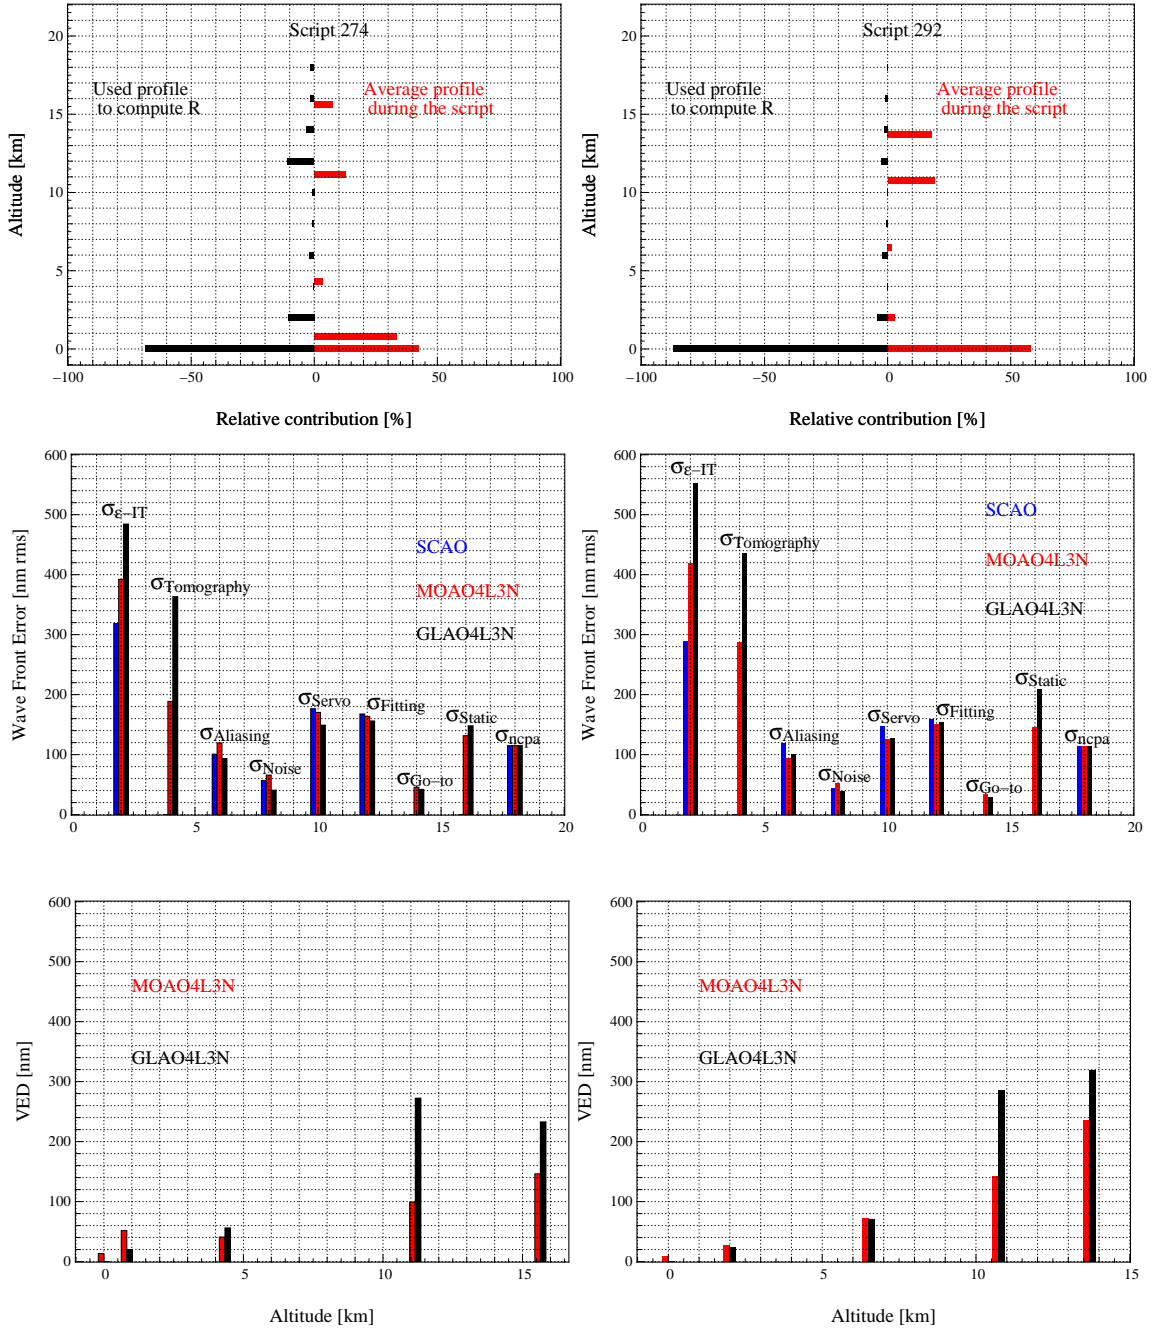 Script 274
Used profile
to compute R
Average profile
during the script
Altitude [km]
20
15
10
5
0
−100
−50
0
50
100
Relative contribution [%]
Script 292
Used profile
to compute R
Average profile
during the script
Altitude [km]
20
15
10
5
0
−100
−50
0
50
100
Relative contribution [%]
Wave Front Error [nm rms]
600
500
400
300
200
100
0
σε−IT
σTomography
σAliasing
σNoise
σServo
σFitting
σGo−to
σStatic
σncpa
SCAO
MOAO4L3N
GLAO4L3N
0
5
10
15
20
Wave Front Error [nm rms]
600
500
400
300
200
100
0
σε−IT
σTomography
σAliasing
σNoise
σServo
σFitting
σGo−to
σStatic
σncpa
SCAO
MOAO4L3N
GLAO4L3N
0
5
10
15
20
VED [nm]
600
500
400
300
200
100
0
MOAO4L3N
GLAO4L3N
0
5
10
15
Altitude [km]
VED [nm]
600
500
400
300
200
100
0
MOAO4L3N
GLAO4L3N
0
5
10
15
Altitude [km]